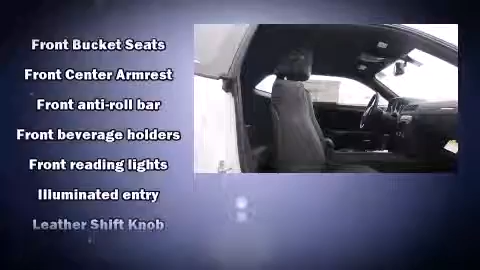 Front Bucket Seats
Front Center Armrest
Front anti-roll bar
Front beverage holders
Front reading lights
Illuminated entry
Leather Shift Knob